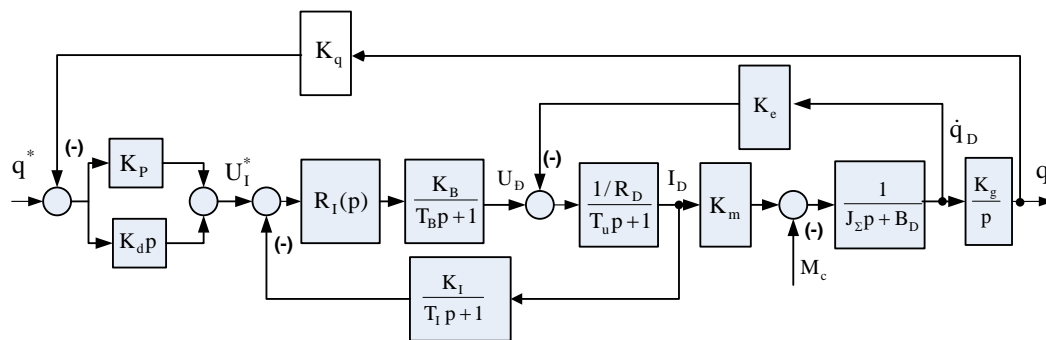 K_q
(-)
q^*
K_P
K_d p
U_I^*
(-)
R_I(p)
K_B
T_B p + 1
U_Đ
(-)
K_e
1/R_D
T_u p + 1
I_D
K_m
(-)
M_c
1
J_Σ p + B_D
q̇_D
K_g
p
q
K_I
T_I p + 1